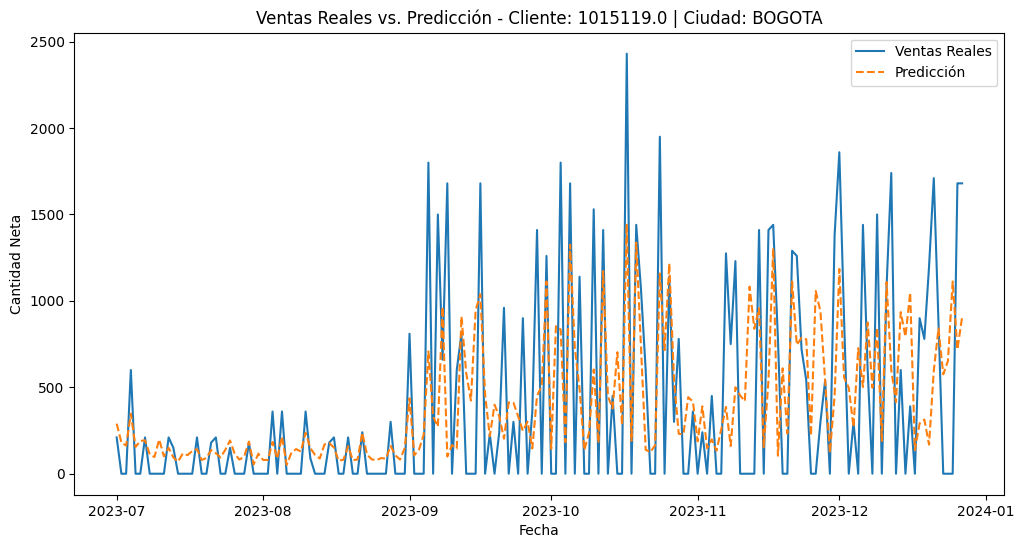 Ventas Reales vs. Predicción - Cliente: 1015119.0 | Ciudad: BOGOTA
Ventas Reales
Predicción
2500
2000
1500
1000
500
0
Cantidad Neta
2023-07
2023-08
2023-09
2023-10
2023-11
2023-12
2024-01
Fecha